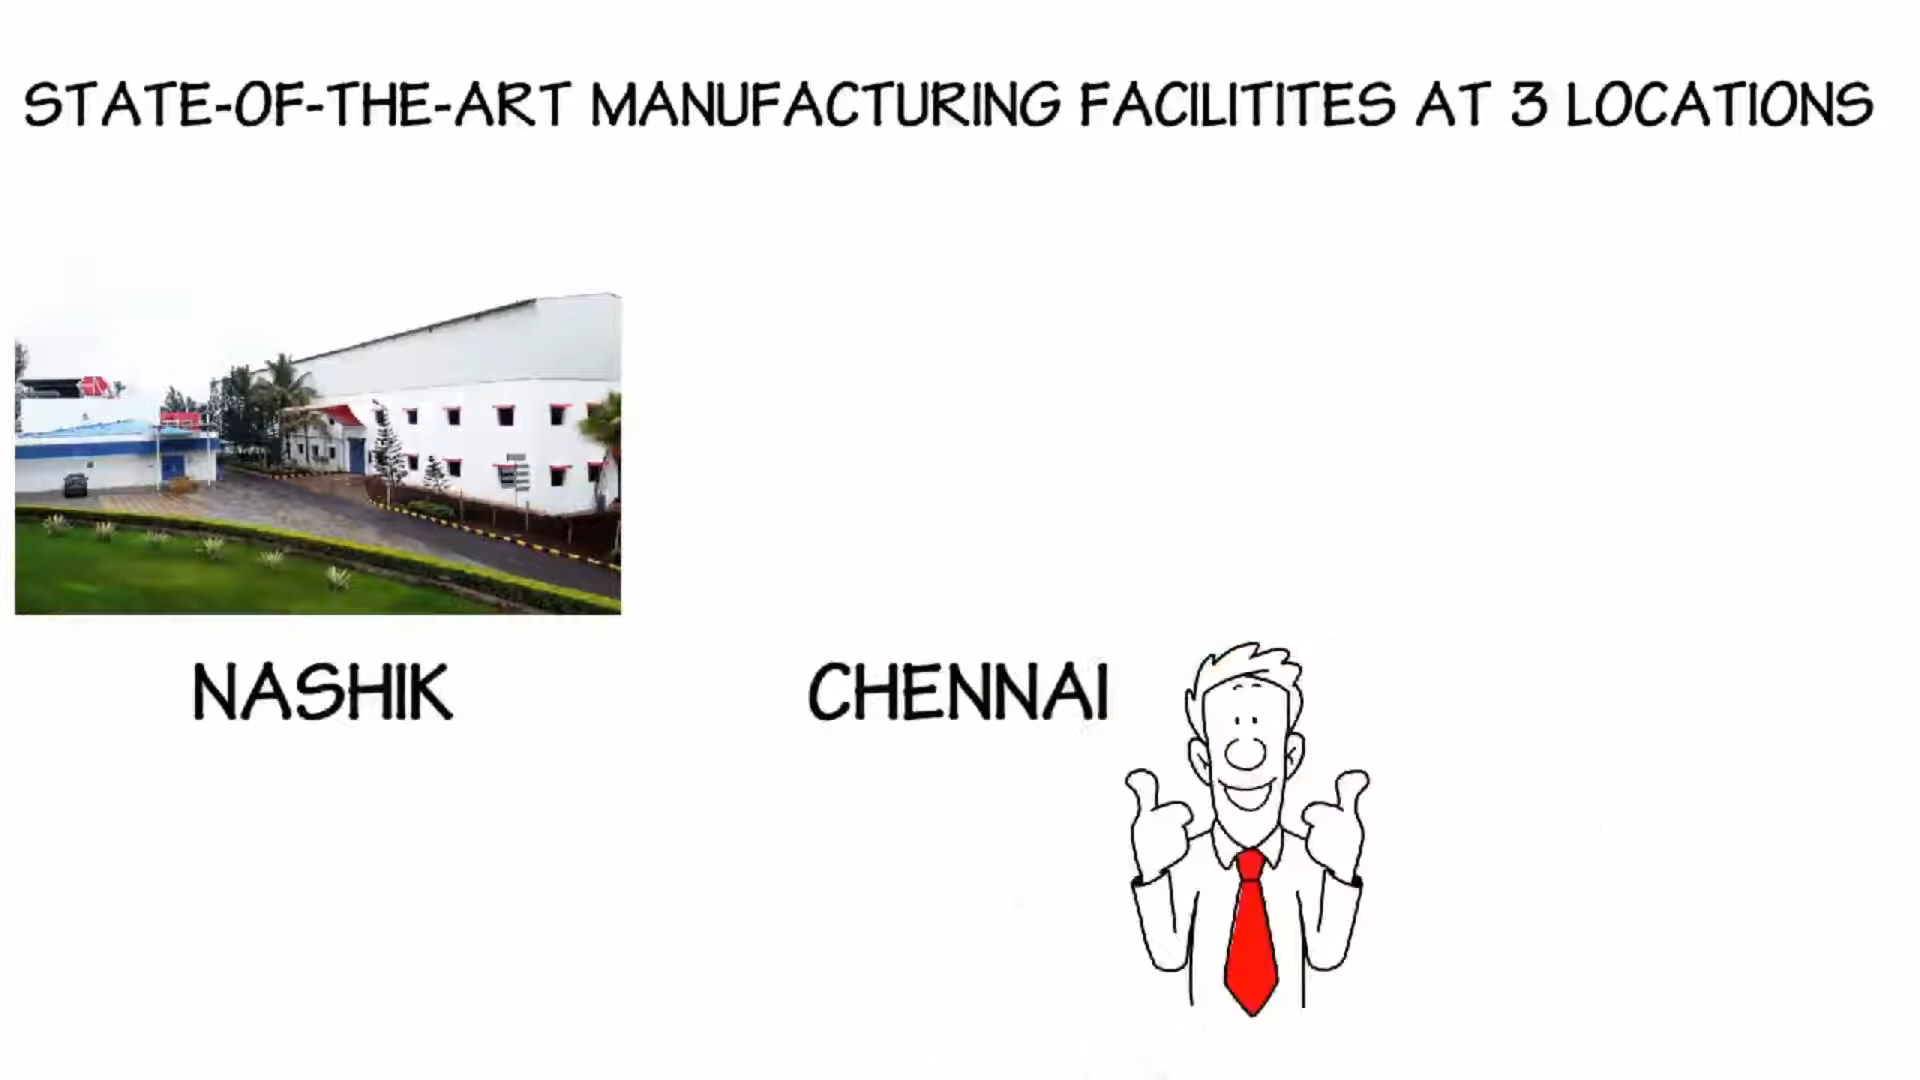 STATE-OF-THE-ART MANUFACTURING FACILITITES AT 3 LOCATIONS
NASHIK
CHENNAI